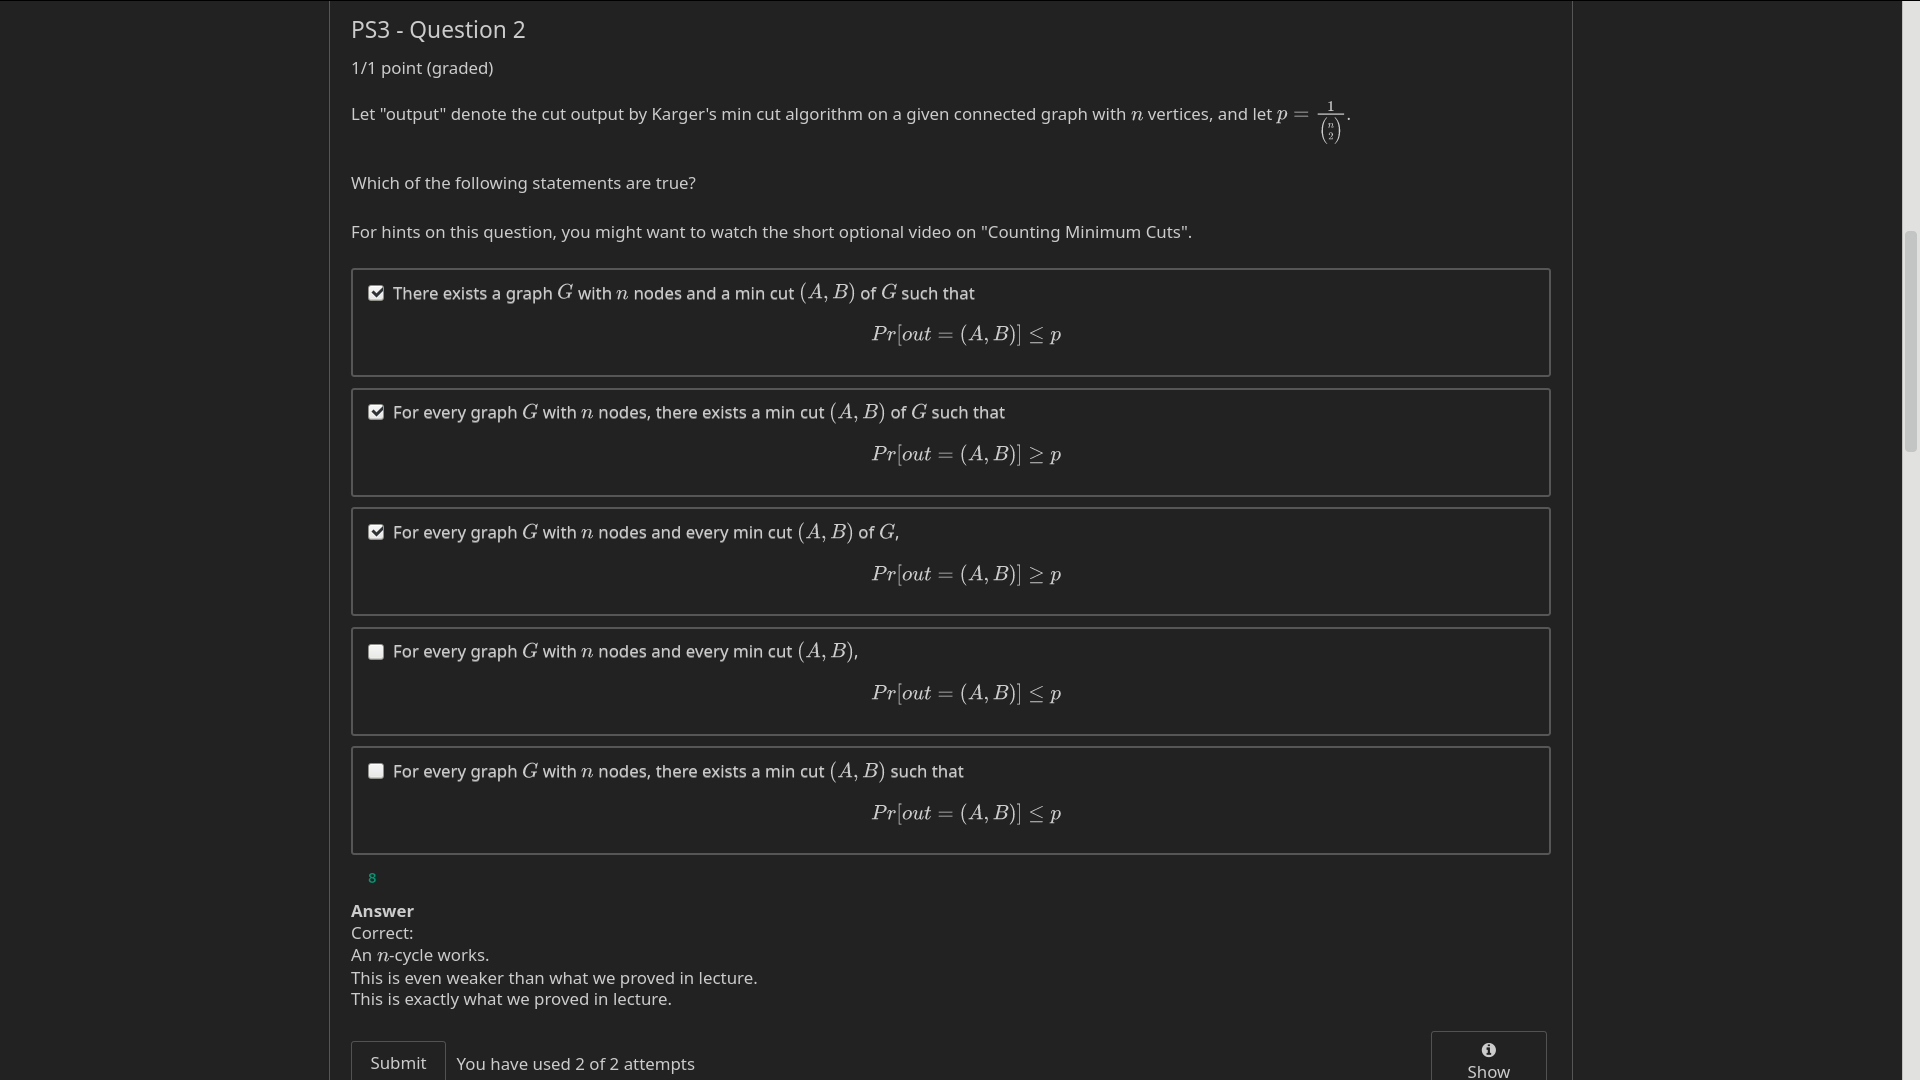 PS3 - Question 2
1/1 point (graded)
Let "output" denote the cut output by Karger's min cut algorithm on a given connected graph with n vertices, and let p = \frac{1}{\binom{n}{2}}.
Which of the following statements are true?
For hints on this question, you might want to watch the short optional video on "Counting Minimum Cuts".
There exists a graph G with n nodes and a min cut (A, B) of G such that
Pr[out = (A, B)] ≤ p
For every graph G with n nodes, there exists a min cut (A, B) of G such that
Pr[out = (A, B)] ≥ p
For every graph G with n nodes and every min cut (A, B) of G,
Pr[out = (A, B)] ≥ p
For every graph G with n nodes and every min cut (A, B),
Pr[out = (A, B)] ≤ p
For every graph G with n nodes, there exists a min cut (A, B) such that
Pr[out = (A, B)] ≤ p
8
Answer
Correct:
An n-cycle works.
This is even weaker than what we proved in lecture.
This is exactly what we proved in lecture.
Submit You have used 2 of 2 attempts
Show